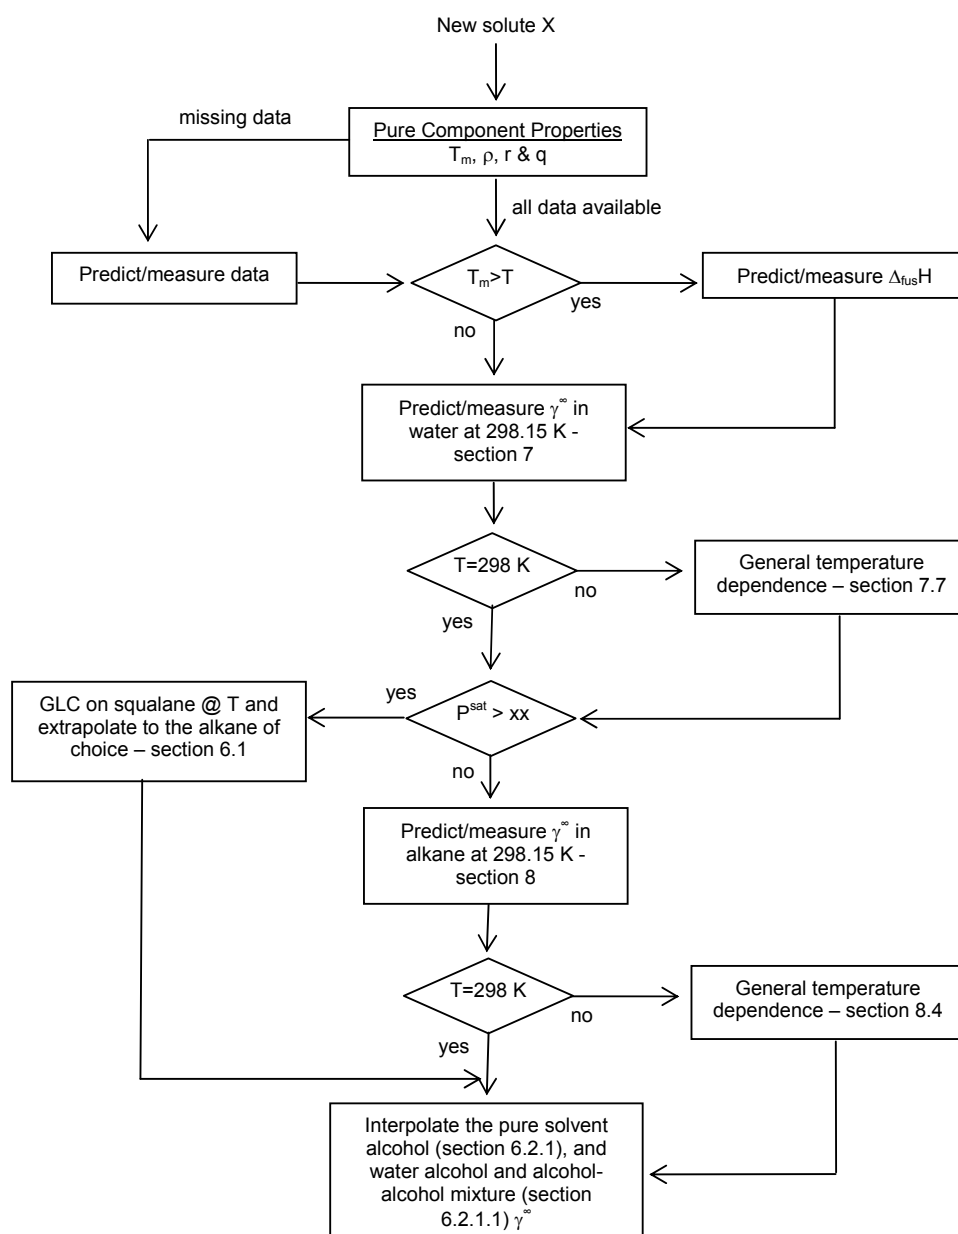 New solute X
missing data
Pure Component Properties
Tm, ρ, r & q
all data available
Predict/measure data
Tm>T
yes
Predict/measure ΔfusH
no
Predict/measure γ∞ in
water at 298.15 K -
section 7
T=298 K
no
General temperature
dependence – section 7.7
yes
GLC on squalane @ T and
extrapolate to the alkane of
choice – section 6.1
yes
Psat > xx
no
Predict/measure γ∞ in
alkane at 298.15 K -
section 8
T=298 K
no
General temperature
dependence – section 8.4
yes
Interpolate the pure solvent
alcohol (section 6.2.1), and
water alcohol and alcohol-
alcohol mixture (section
6.2.1.1) γ∞